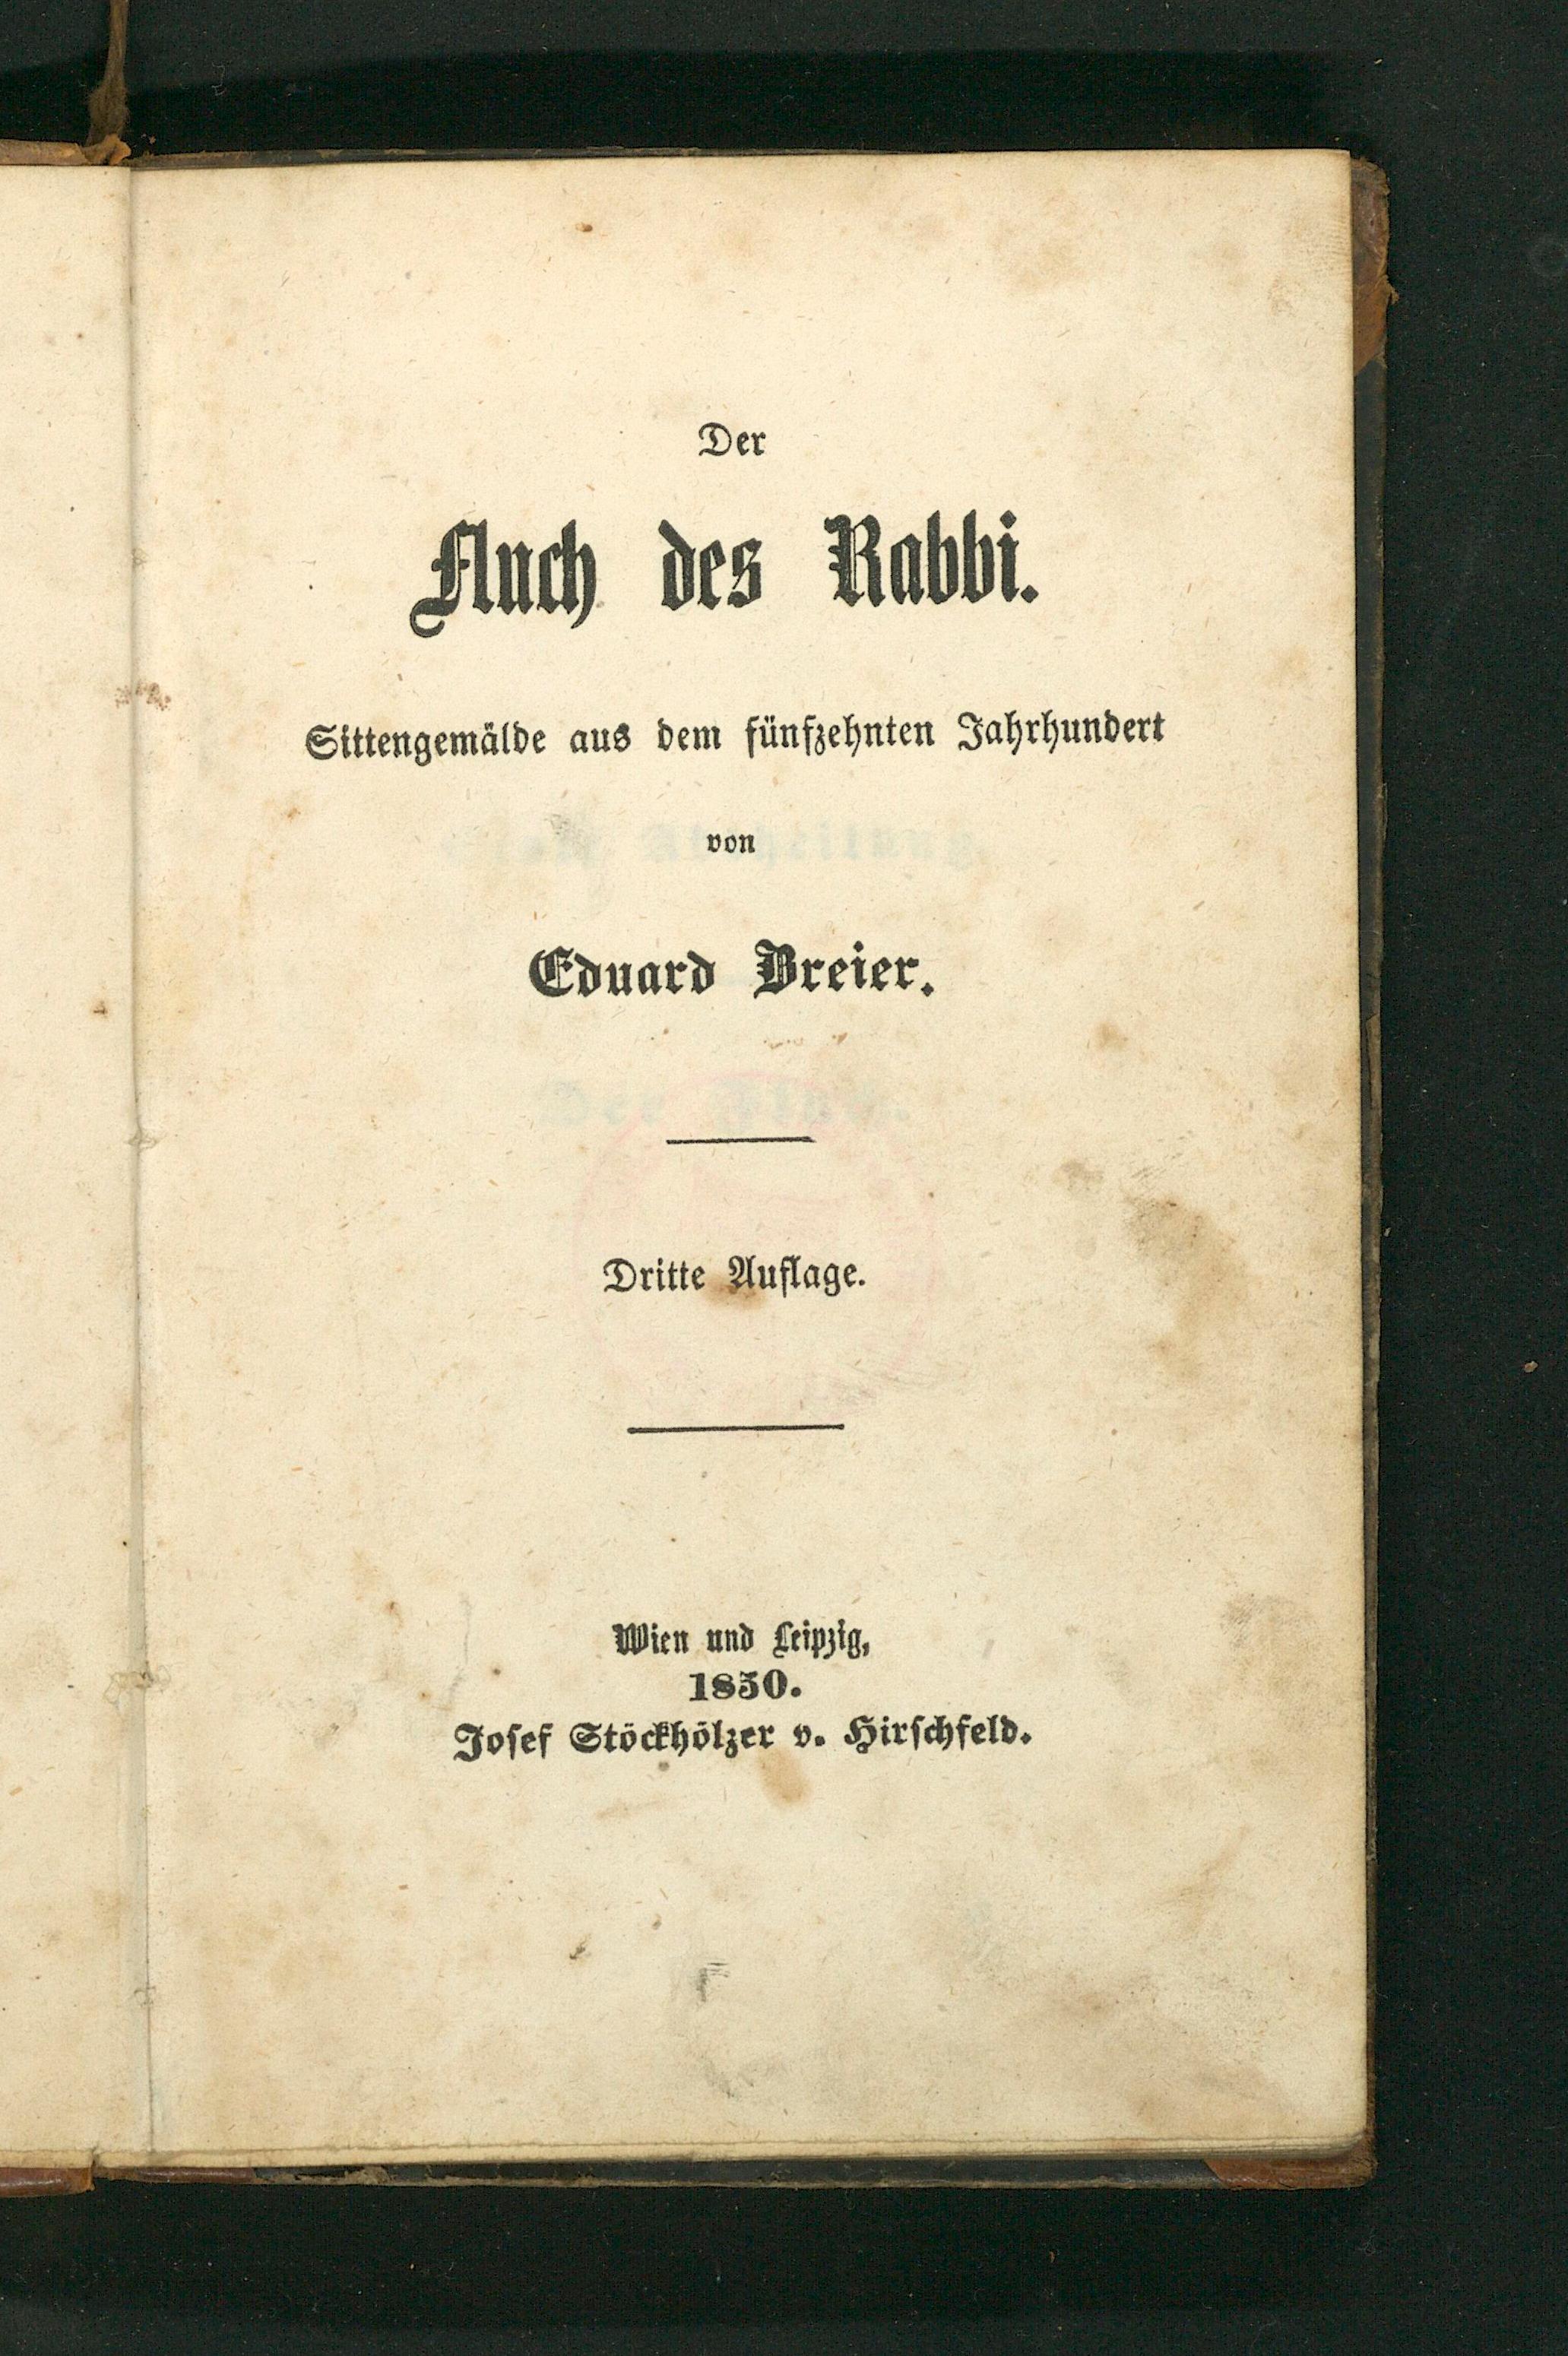 Der
Fluch des Rabbi.
Sittengemälde aus dem fünfzehnten Jahrhundert
von
Eduard Breier.
Dritte Auflage.
Wien und Leipzig,
1850.
Josef Stöckhölzer v. Hirschfeld.